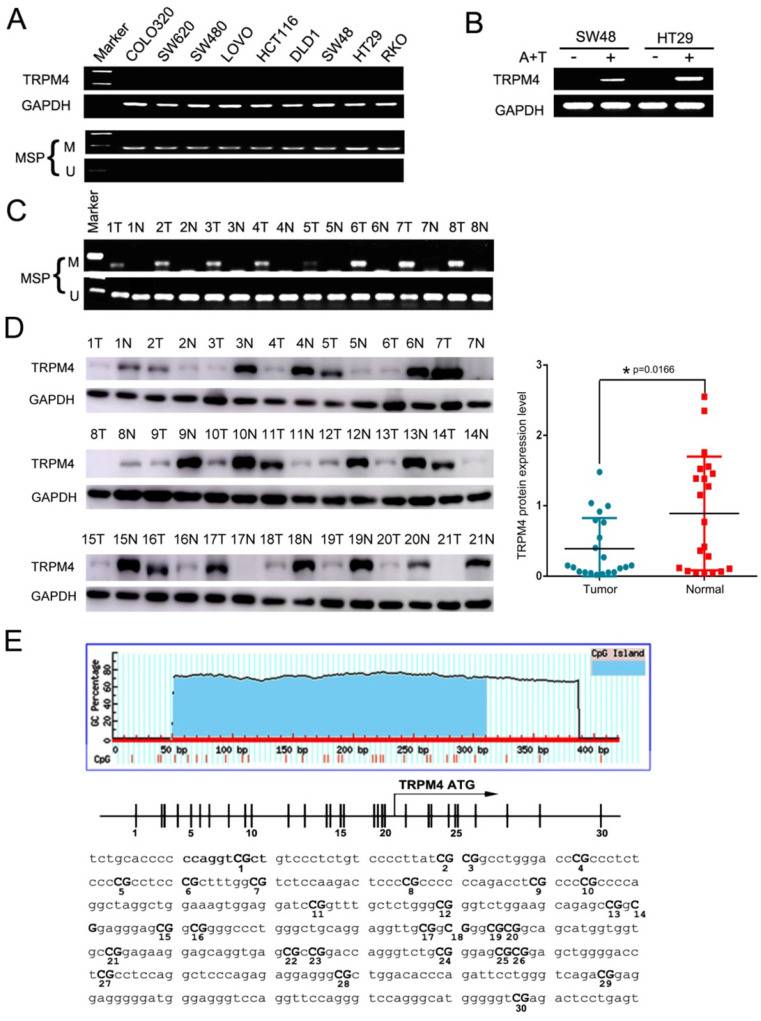 A
Marker COLO320 SW620 SW480 LOVO HCT116 DLD1 SW48 HT29 RKO
TRPM4
GAPDH
MSP { M
U
B
SW48 HT29
A+T - + - +
TRPM4
GAPDH
C
Marker 1T 1N 2T 2N 3T 3N 4T 4N 5T 5N 6T 6N 7T 7N 8T 8N
MSP { M
U
D
1T 1N 2T 2N 3T 3N 4T 4N 5T 5N 6T 6N 7T 7N
TRPM4
GAPDH
8T 8N 9T 9N 10T 10N 11T 11N 12T 12N 13T 13N 14T 14N
TRPM4
GAPDH
15T 15N 16T 16N 17T 17N 18T 18N 19T 19N 20T 20N 21T 21N
TRPM4
GAPDH
TRPM4 protein expression level
3
2
1
0
* p=0.0166
Tumor Normal
E
GC Percentage
0 20 40 60 80
CpG Island
0 50 bp 100 bp 150 bp 200 bp 250 bp 300 bp 350 bp 400 bp
CpG
TRPM4 ATG
1 5 10 15 20 25 30
tctgcacccc cccaggtCGct gtccctctgt ccccttatCG CGgcctggga ccCGccctct
1 2 3 4
ccccCGcctcc CGctttggCG tctccaagac tccccCGcccc cccagacctCG cccCGcccca
5 6 7 8 9 10
ggctaggctg gaaagtggag gatcCGgttt gctctgggCG ggtctggaag cagagcCGgC
11 12 13 14
GgagggagCG gCGgggccct gggctgcagg aggttgCGgC GggCGCGgca gcatggtggt
15 16 17 18 19 20
gcCGgagaag gagcaggtga gCGcCGgacc agggtctgCG ggagCGCGga gctggggacc
21 22 23 24 25 26
tCGcctccag gctcccagag gaggaggCGc tggacaccca gattcctggg tcagaCGgag
27 28 29
gagggggatg ggagggtcca ggttccaggg tccagggcat gggggtCGag actcctgagt
30